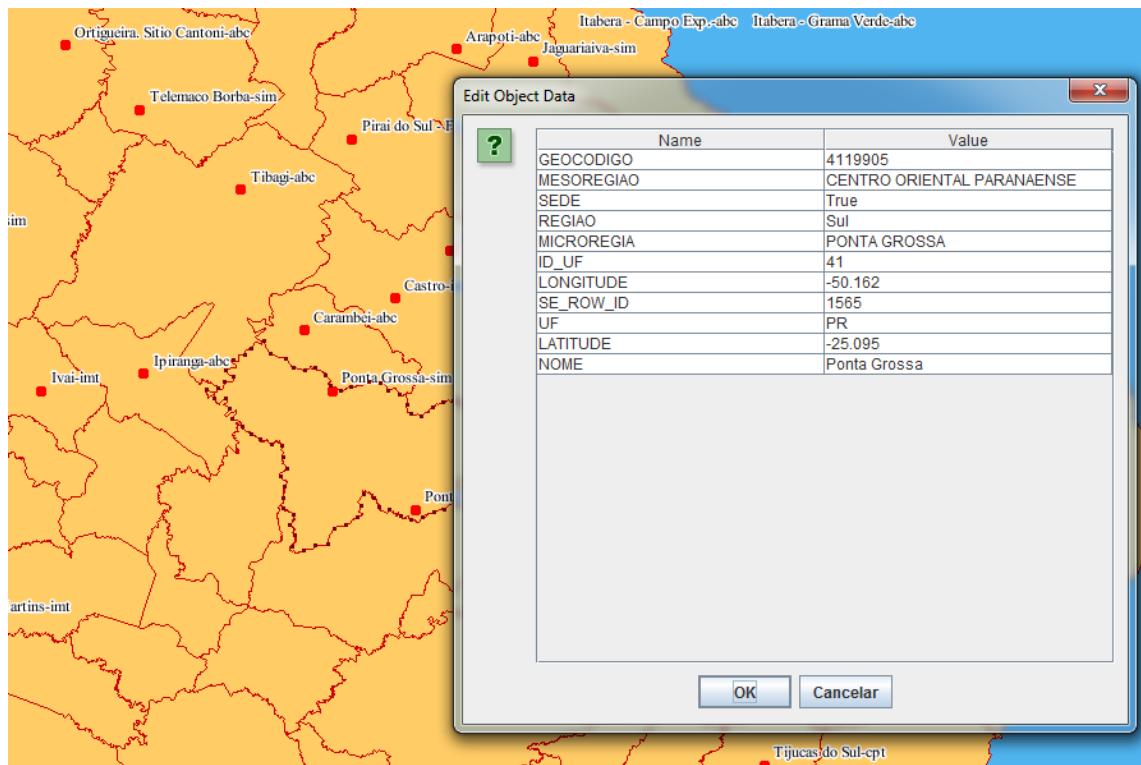 Itabera - Campo Exp.-abc Itabera - Grama Verde-abc
Ortigueira. Sitio Cantoni-abc
Arapoti-abc
Jaguariaiva-sim
Telemaco Borba-sim
Pirai do Sul - F
Tibagi-abc
sim
Castro-i
Carambei-abc
Ipiranga-abc
Ivai-imt
Ponta Grossa-sim
Pont
artins-imt
Tijucas do Sul-cpt
Edit Object Data
x
?
Name Value
GEOCODIGO 4119905
MESOREGIAO CENTRO ORIENTAL PARANAENSE
SEDE True
REGIAO Sul
MICROREGIA PONTA GROSSA
ID_UF 41
LONGITUDE -50.162
SE_ROW_ID 1565
UF PR
LATITUDE -25.095
NOME Ponta Grossa
OK Cancelar